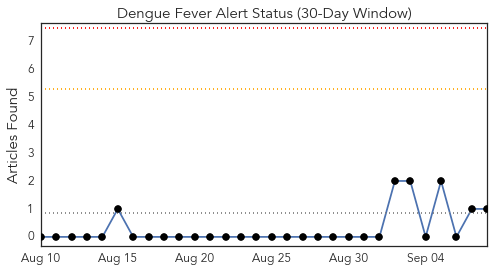 Dengue Fever Alert Status (30-Day Window)
Articles Found
7
6
5
4
3
2
1
0
Aug 10 Aug 15 Aug 20 Aug 25 Aug 30 Sep 04